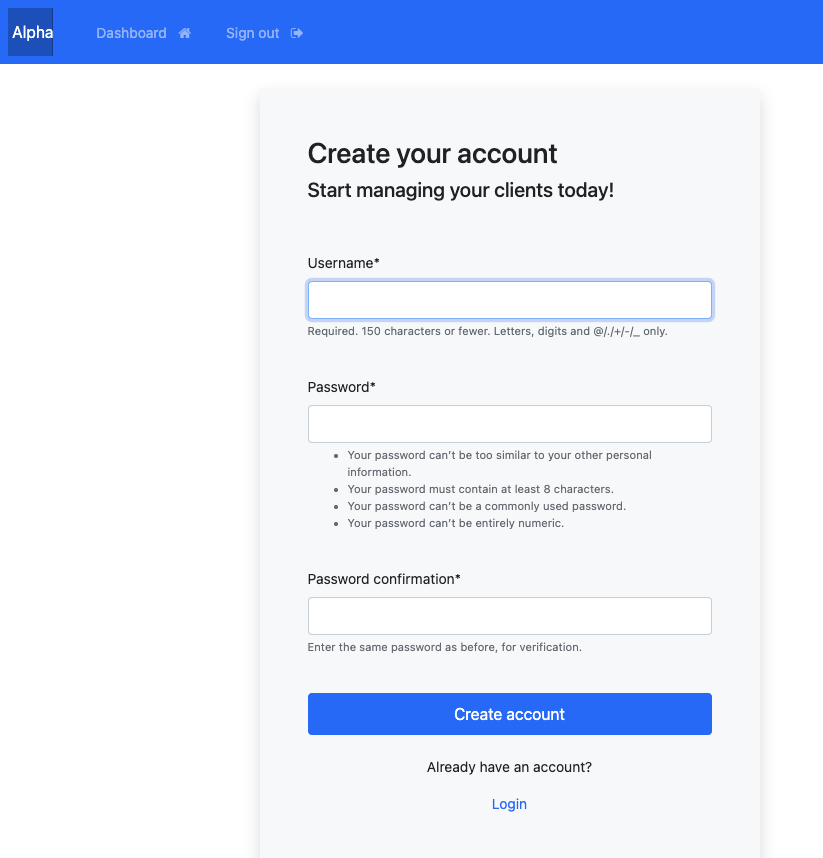 Alpha Dashboard Sign out
Create your account
Start managing your clients today!
Username*
Required. 150 characters or fewer. Letters, digits and @/./+/-/_ only.
Password*
Your password can’t be too similar to your other personal
information.
Your password must contain at least 8 characters.
Your password can’t be a commonly used password.
Your password can’t be entirely numeric.
Password confirmation*
Enter the same password as before, for verification.
Create account
Already have an account?
Login